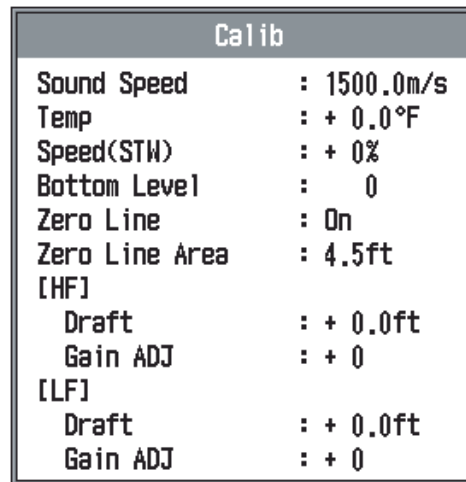 Calib
Sound Speed : 1500.0m/s
Temp : + 0.0°F
Speed(STW) : + 0%
Bottom Level : 0
Zero Line : On
Zero Line Area : 4.5ft
[HF]
Draft : + 0.0ft
Gain ADJ : + 0
[LF]
Draft : + 0.0ft
Gain ADJ : + 0